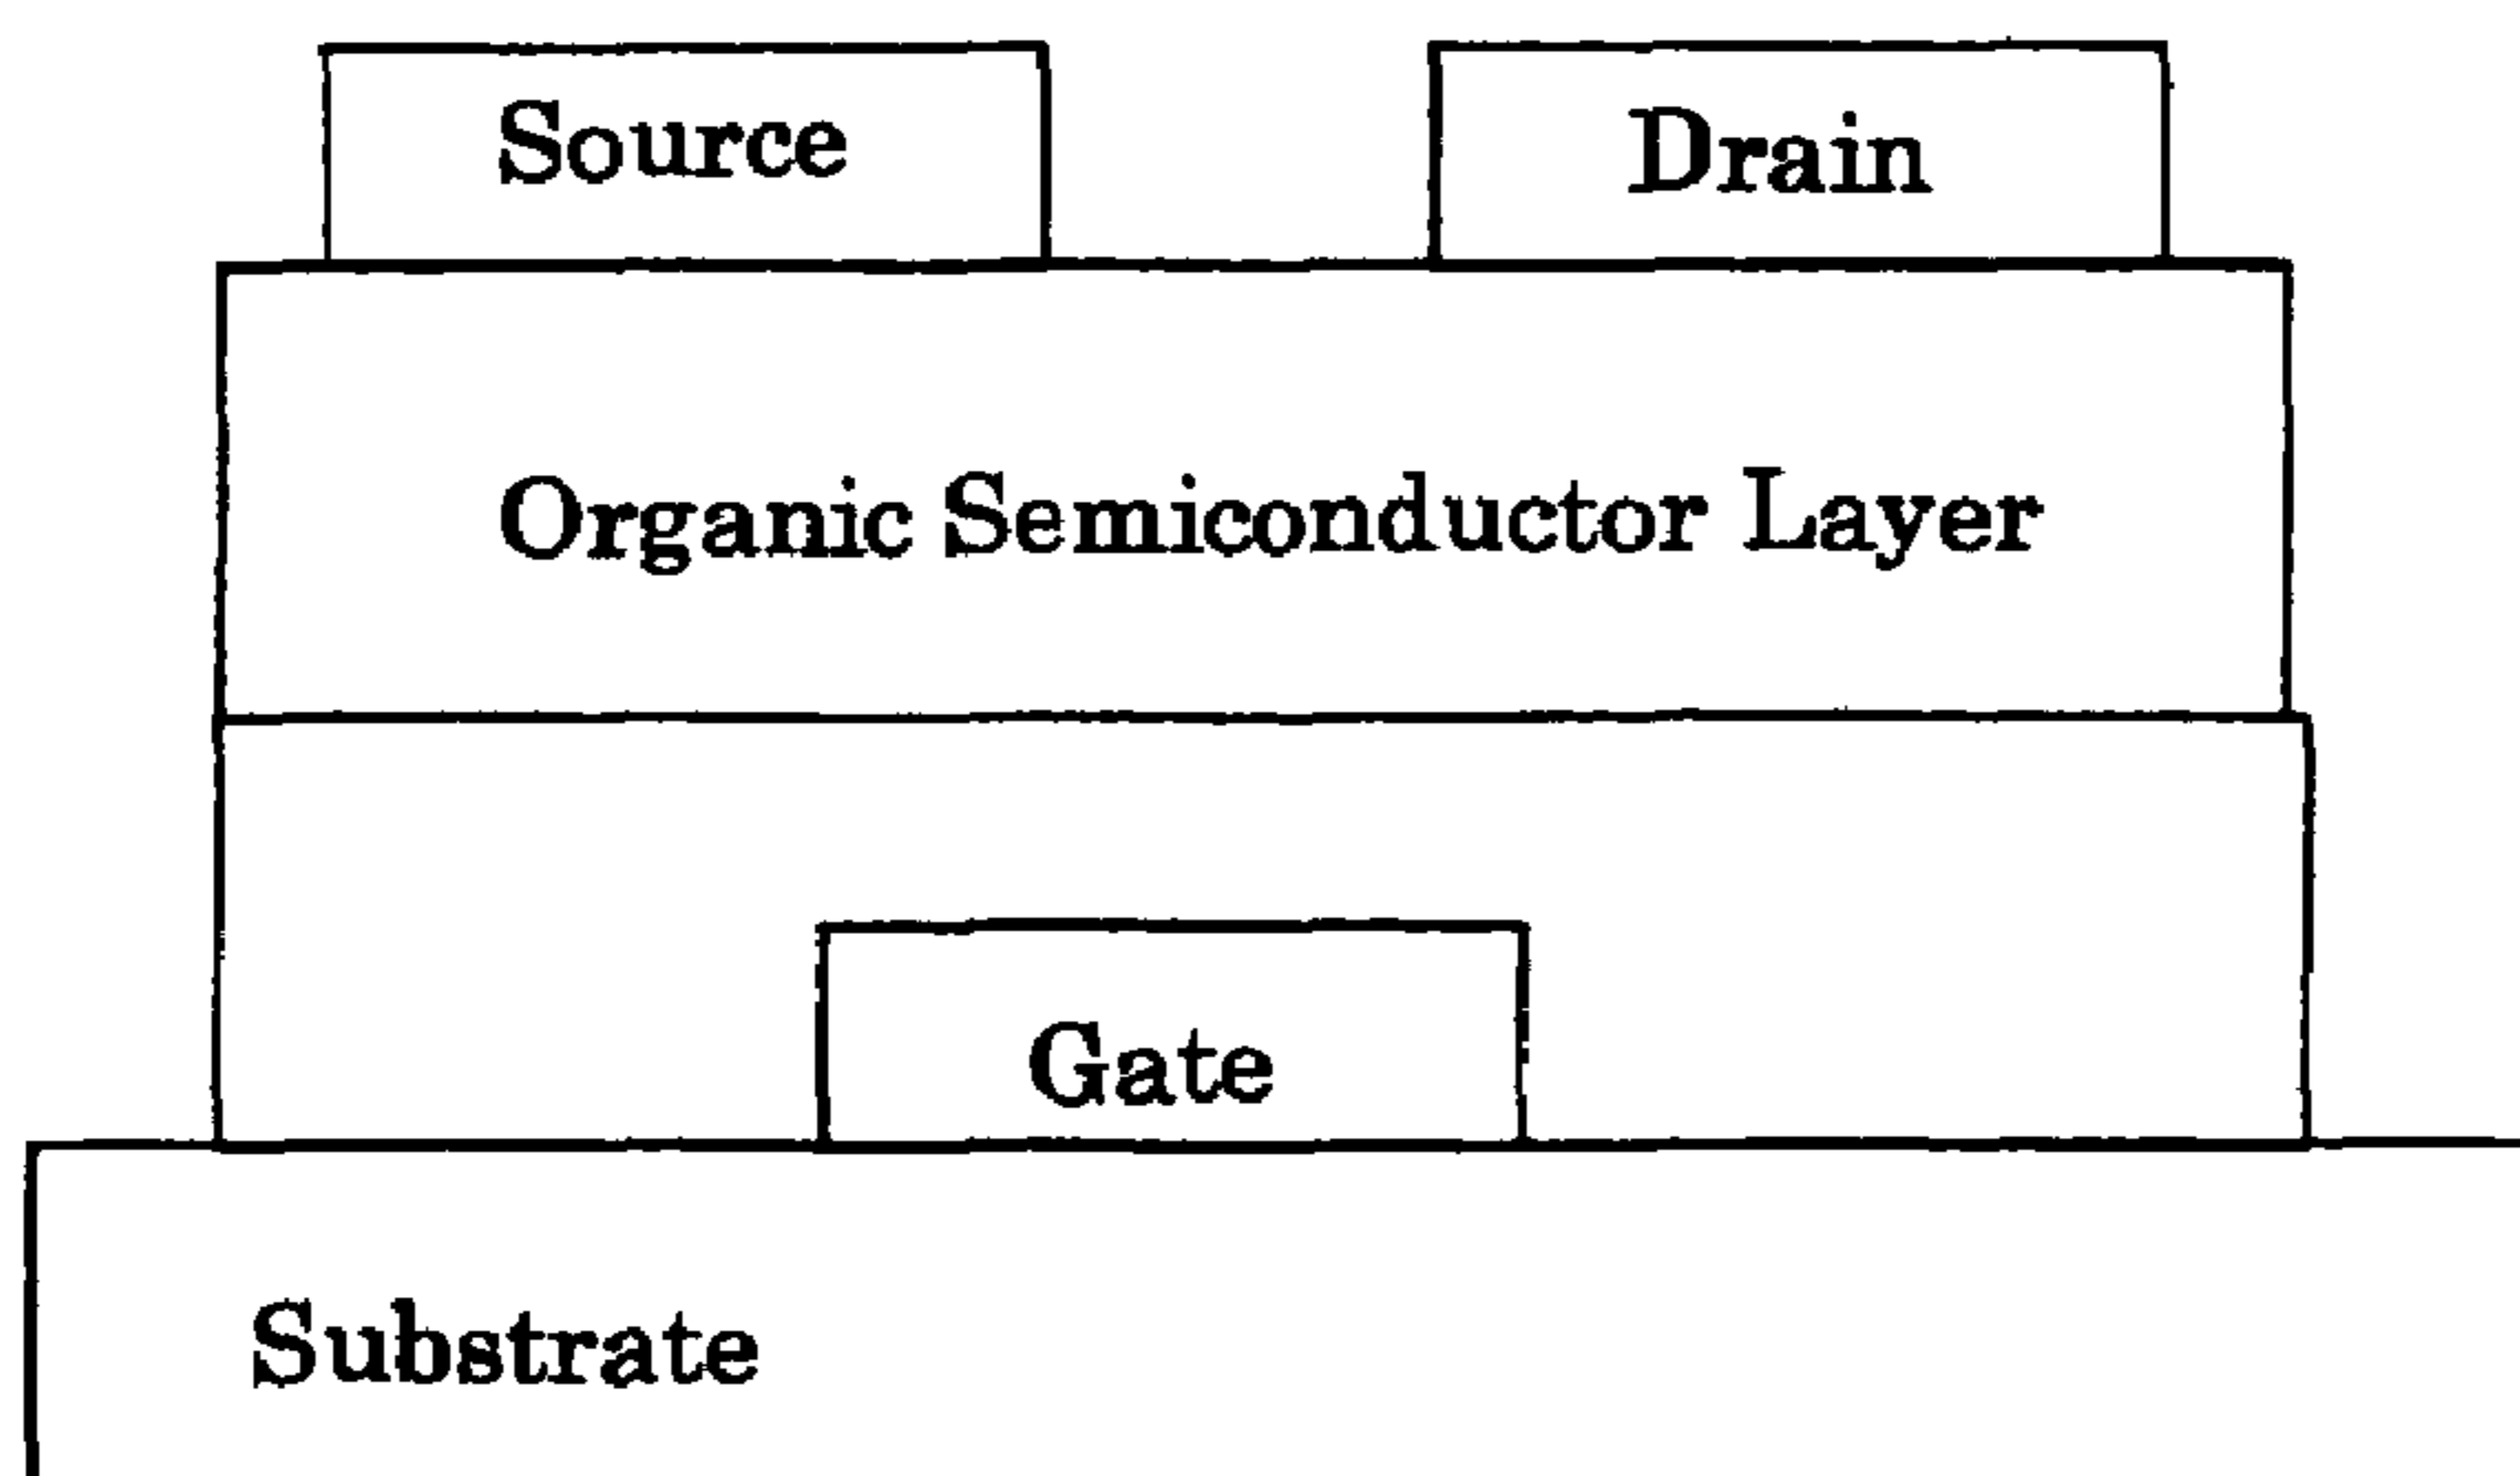 Source
Drain
Organic Semiconductor Layer
Gate
Substrate